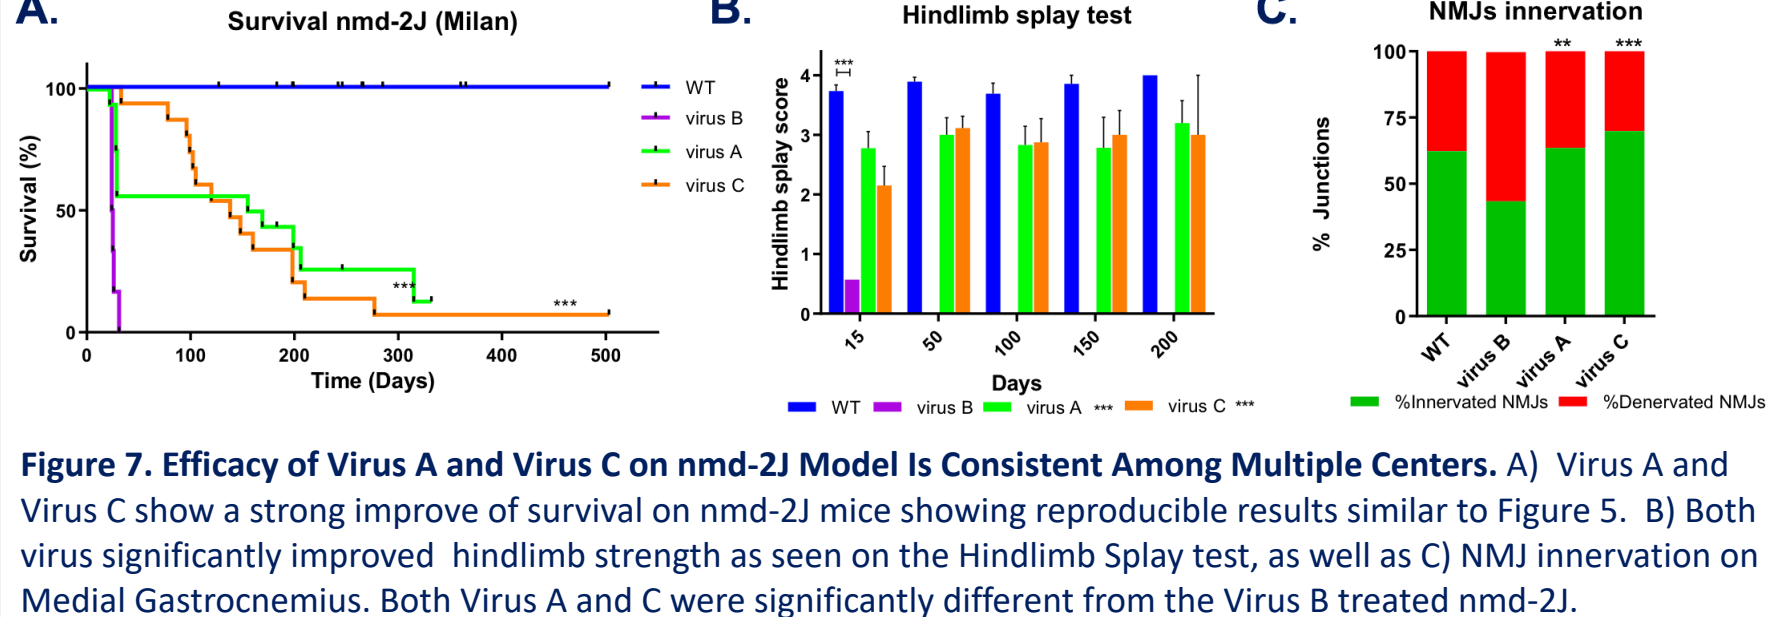 A.
Survival nmd-2J (Milan)
Survival (%)
100
50
0
0 100 200 300 400 500
Time (Days)
***
***
WT
virus B
virus A
virus C
B.
Hindlimb splay test
Hindlimb splay score
4
3
2
1
0
***
15 50 100 150 200
Days
WT virus B virus A *** virus C ***
C.
NMJs innervation
% Junctions
100
75
50
25
0
** ***
WT virus B virus A virus C
%Innervated NMJs %Denervated NMJs
Figure 7. Efficacy of Virus A and Virus C on nmd-2J Model Is Consistent Among Multiple Centers. A) Virus A and
Virus C show a strong improve of survival on nmd-2J mice showing reproducible results similar to Figure 5. B) Both
virus significantly improved hindlimb strength as seen on the Hindlimb Splay test, as well as C) NMJ innervation on
Medial Gastrocnemius. Both Virus A and C were significantly different from the Virus B treated nmd-2J.